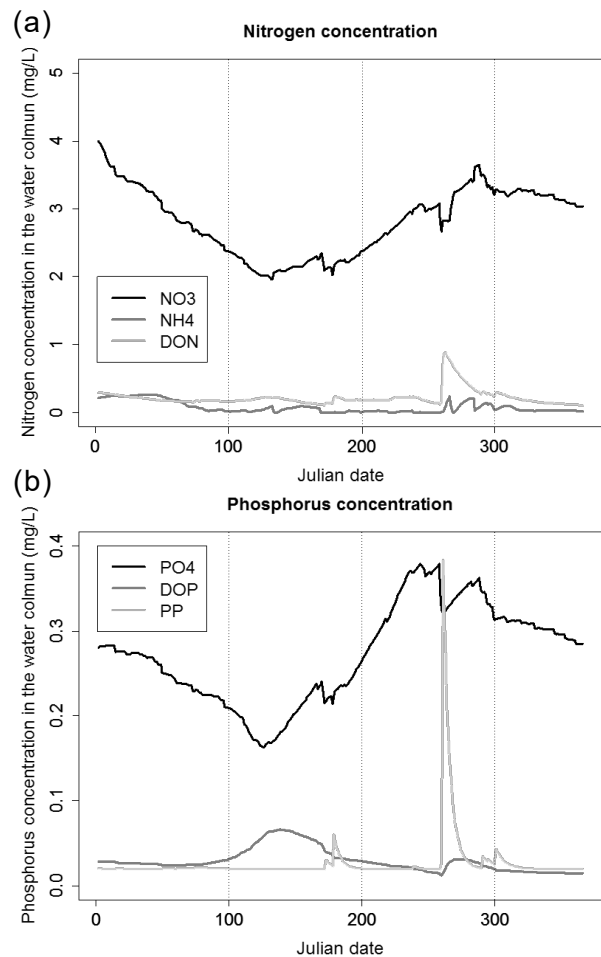 (a)
Nitrogen concentration
Nitrogen concentration in the water colmun (mg/L)
5
4
3
2
1
0
NO3
NH4
DON
0 100 200 300
Julian date
(b)
Phosphorus concentration
Phosphorus concentration in the water colmun (mg/L)
0.4
0.3
0.2
0.1
0.0
PO4
DOP
PP
0 100 200 300
Julian date